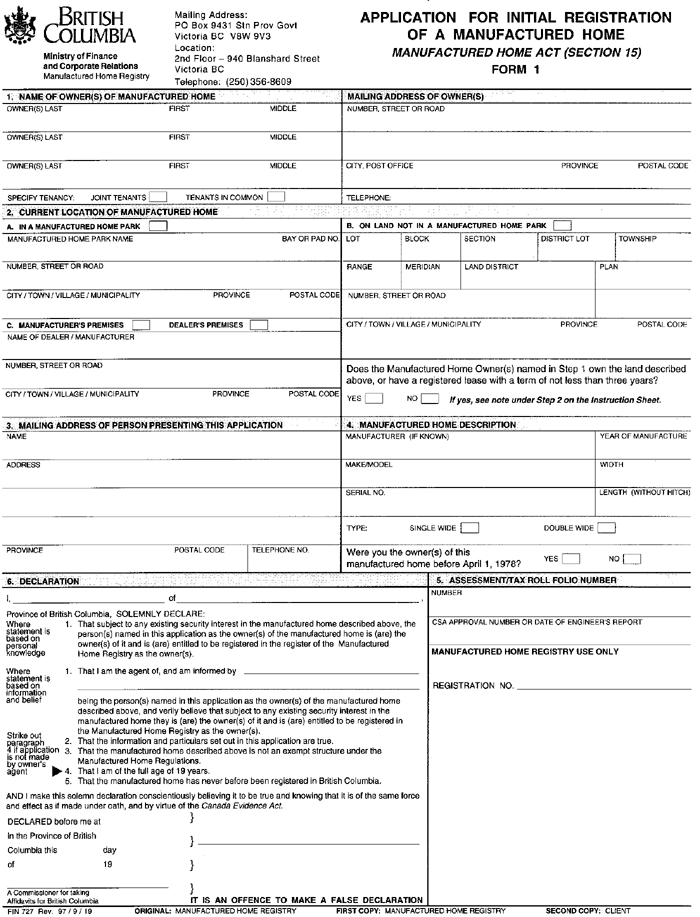 BRITISH
COLUMBIA
Ministry of Finance
and Corporate Relations
Manufactured Home Registry
Mailing Address:
PO Box 9431 Stn Prov Govt
Victoria BC V8W 9V3
Location:
2nd Floor – 940 Blanshard Street
Victoria BC
Telephone: (250) 356-8609
APPLICATION FOR INITIAL REGISTRATION
OF A MANUFACTURED HOME
MANUFACTURED HOME ACT (SECTION 15)
FORM 1
1. NAME OF OWNER(S) OF MANUFACTURED HOME
OWNER(S) LAST FIRST MIDDLE
OWNER(S) LAST FIRST MIDDLE
OWNER(S) LAST FIRST MIDDLE
SPECIFY TENANCY: JOINT TENANTS TENANTS IN COMMON
MAILING ADDRESS OF OWNER(S)
NUMBER, STREET OR ROAD
CITY, POST OFFICE PROVINCE POSTAL CODE
TELEPHONE:
2. CURRENT LOCATION OF MANUFACTURED HOME
A. IN A MANUFACTURED HOME PARK
MANUFACTURED HOME PARK NAME BAY OR PAD NO.
NUMBER, STREET OR ROAD
CITY / TOWN / VILLAGE / MUNICIPALITY PROVINCE POSTAL CODE
C. MANUFACTURER'S PREMISES DEALER'S PREMISES
NAME OF DEALER / MANUFACTURER
NUMBER, STREET OR ROAD
CITY / TOWN / VILLAGE / MUNICIPALITY PROVINCE POSTAL CODE
B. ON LAND NOT IN A MANUFACTURED HOME PARK
LOT BLOCK SECTION DISTRICT LOT TOWNSHIP
RANGE MERIDIAN LAND DISTRICT PLAN
NUMBER, STREET OR ROAD
CITY / TOWN / VILLAGE / MUNICIPALITY PROVINCE POSTAL CODE
Does the Manufactured Home Owner(s) named in Step 1 own the land described
above, or have a registered lease with a term of not less than three years?
YES NO If yes, see note under Step 2 on the Instruction Sheet.
3. MAILING ADDRESS OF PERSON PRESENTING THIS APPLICATION
NAME
ADDRESS
PROVINCE POSTAL CODE TELEPHONE NO.
4. MANUFACTURED HOME DESCRIPTION
MANUFACTURER (IF KNOWN) YEAR OF MANUFACTURE
MAKE/MODEL WIDTH
SERIAL NO. LENGTH (WITHOUT HITCH)
TYPE: SINGLE WIDE DOUBLE WIDE
Were you the owner(s) of this
manufactured home before April 1, 1978? YES NO
6. DECLARATION
I, of ,
Province of British Columbia, SOLEMNLY DECLARE:
Where
statement is
based on
personal
knowledge
1. That subject to any existing security interest in the manufactured home described above, the
person(s) named in this application as the owner(s) of the manufactured home is (are) the
owner(s) of it and is (are) entitled to be registered in the register of the Manufactured
Home Registry as the owner(s).
Where
statement is
based on
information
and belief
1. That I am the agent of, and am informed by
being the person(s) named in this application as the owner(s) of the manufactured home
described above, and verily believe that subject to any existing security interest in the
manufactured home they is (are) the owner(s) of it and is (are) entitled to be registered in
the Manufactured Home Registry as the owner(s).
2. That the information and particulars set out in this application are true.
3. That the manufactured home described above is not an exempt structure under the
Manufactured Home Regulations.
Strike out
paragraph
4 if application
is not made
by owner's
agent
4. That I am of the full age of 19 years.
5. That the manufactured home has never before been registered in British Columbia.
AND I make this solemn declaration conscientiously believing it to be true and knowing that it is of the same force
and effect as if made under oath, and by virtue of the Canada Evidence Act.
DECLARED before me at }
in the Province of British }
Columbia this day
of 19 }
}
A Commissioner for taking
Affidavits for British Columbia
IT IS AN OFFENCE TO MAKE A FALSE DECLARATION
5. ASSESSMENT/TAX ROLL FOLIO NUMBER
NUMBER
CSA APPROVAL NUMBER OR DATE OF ENGINEER'S REPORT
MANUFACTURED HOME REGISTRY USE ONLY
REGISTRATION NO.
FIN 727 Rev. 97 / 9 / 19 ORIGINAL: MANUFACTURED HOME REGISTRY FIRST COPY: MANUFACTURED HOME REGISTRY SECOND COPY: CLIENT